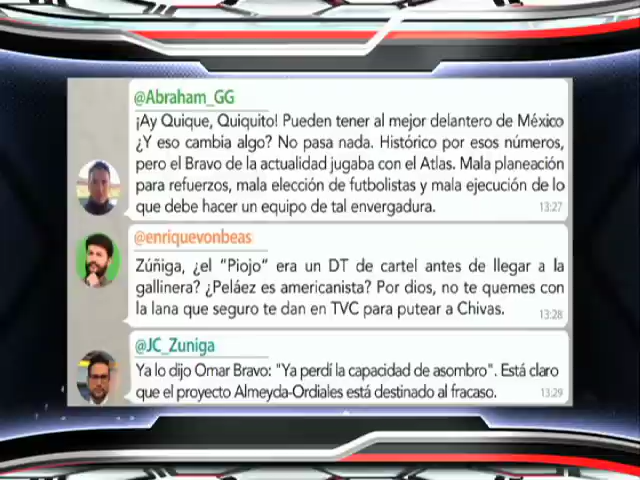 @Abraham_GG
¡Ay Quique, Quiquito! Pueden tener al mejor delantero de México
¿Y eso cambia algo? No pasa nada. Histórico por esos números,
pero el Bravo de la actualidad jugaba con el Atlas. Mala planeación
para refuerzos, mala elección de futbolistas y mala ejecución de lo
que debe hacer un equipo de tal envergadura.
13:27
@enriquevonbeas
Zúñiga, ¿el "Piojo" era un DT de cartel antes de llegar a la
gallinera? ¿Peláez es americanista? Por dios, no te quemes con
la lana que seguro te dan en TVC para putear a Chivas.
13:28
@JC_Zuniga
Ya lo dijo Omar Bravo: "Ya perdí la capacidad de asombro". Está claro
que el proyecto Almeyda-Ordiales está destinado al fracaso.
13:29